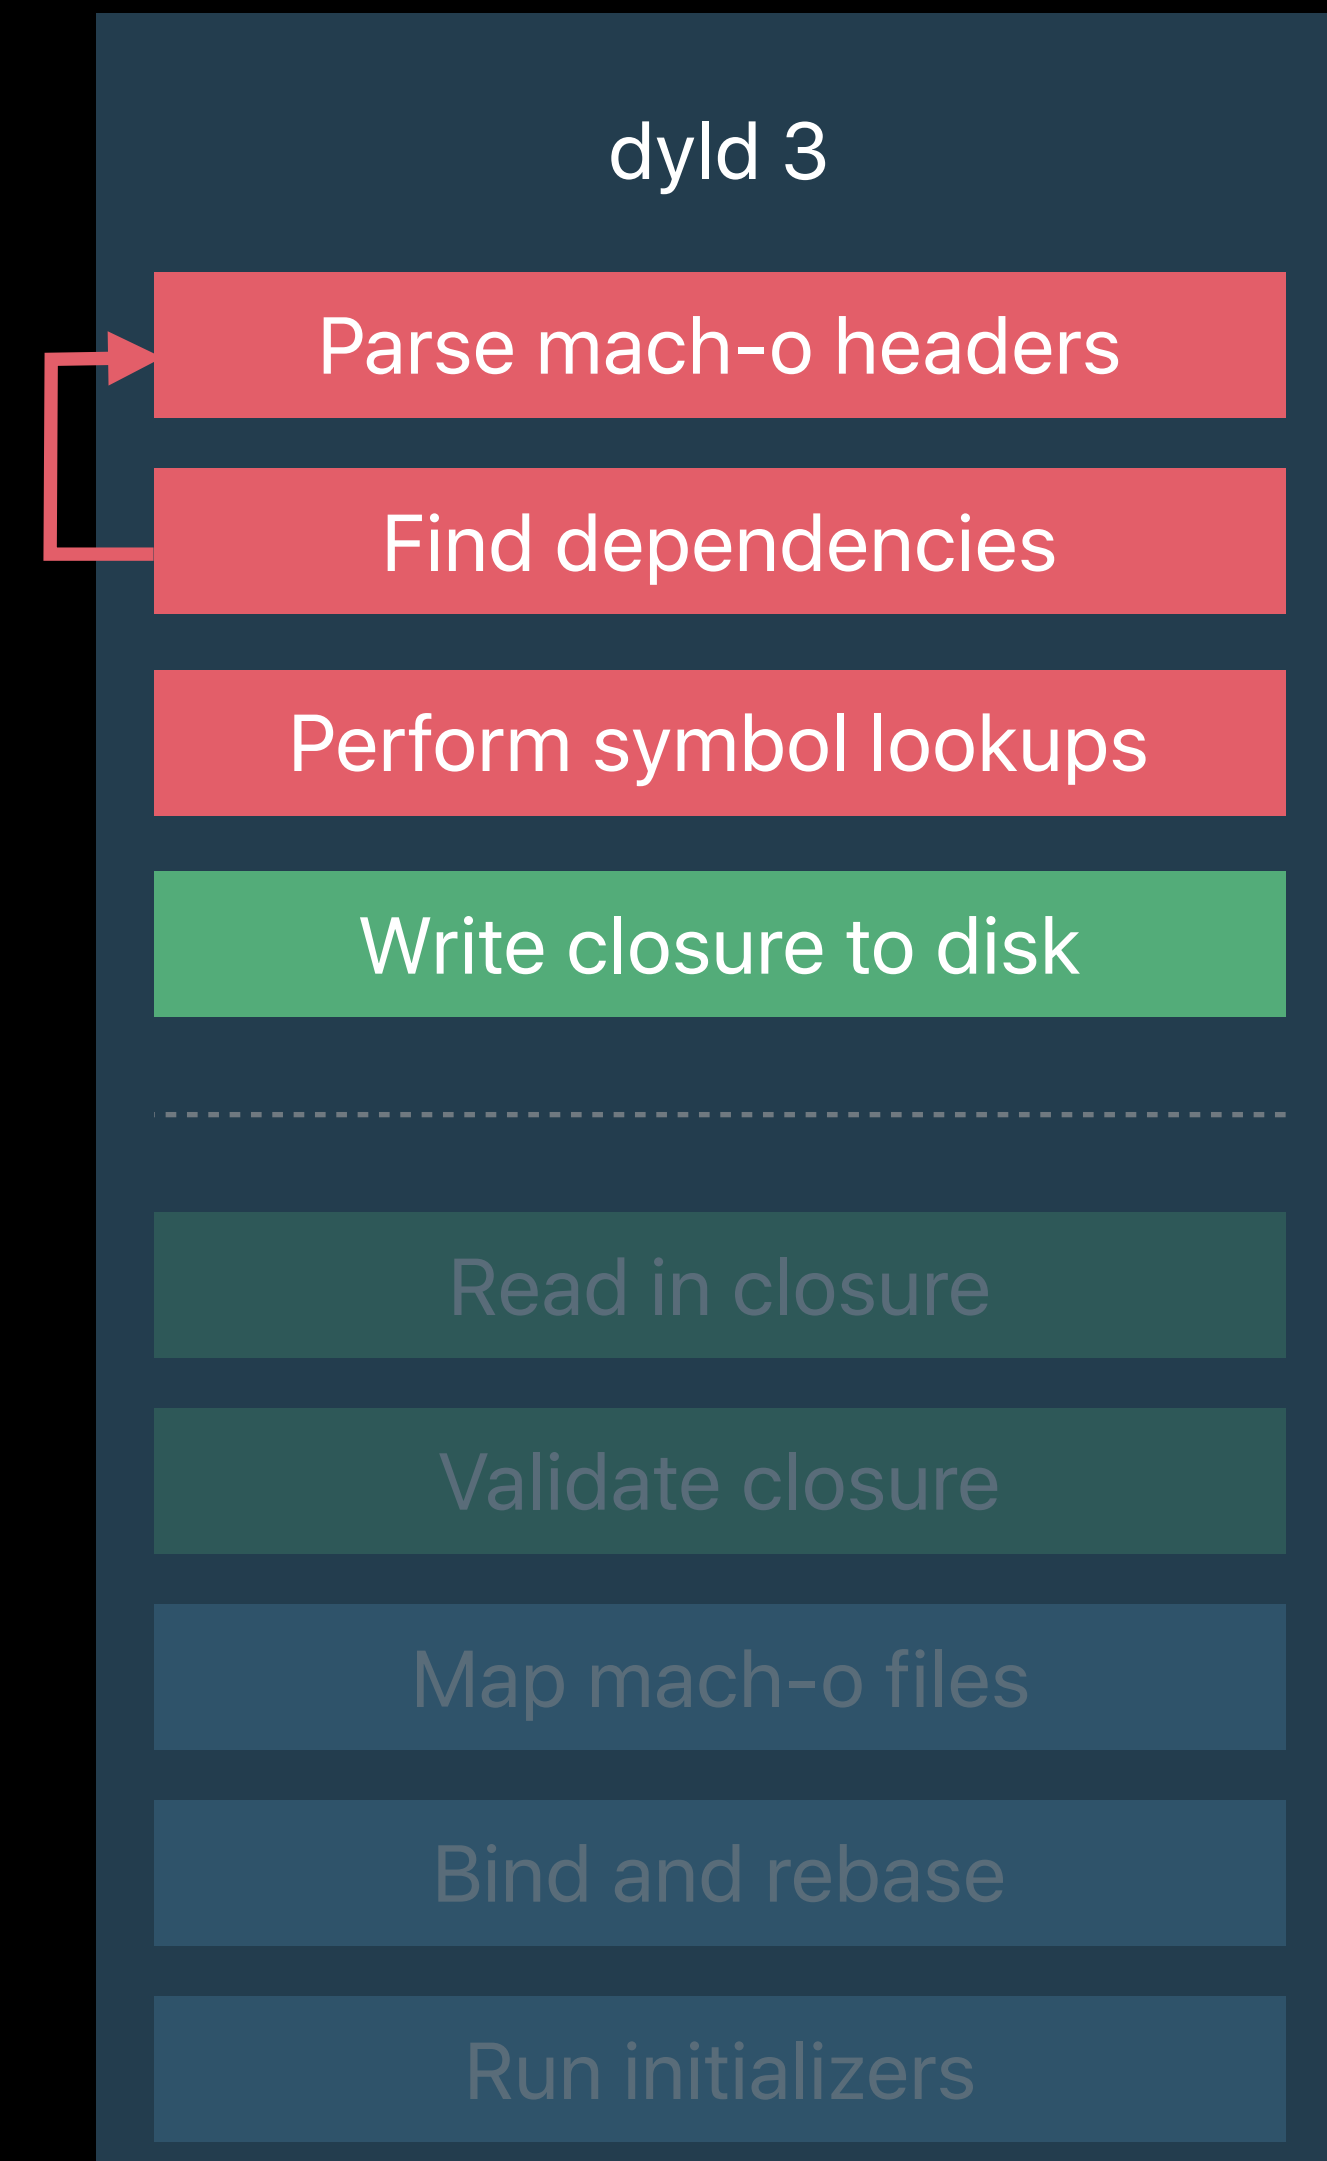 dyld 3
Parse mach-o headers
Find dependencies
Perform symbol lookups
Write closure to disk
Read in closure
Validate closure
Map mach-o files
Bind and rebase
Run initializers